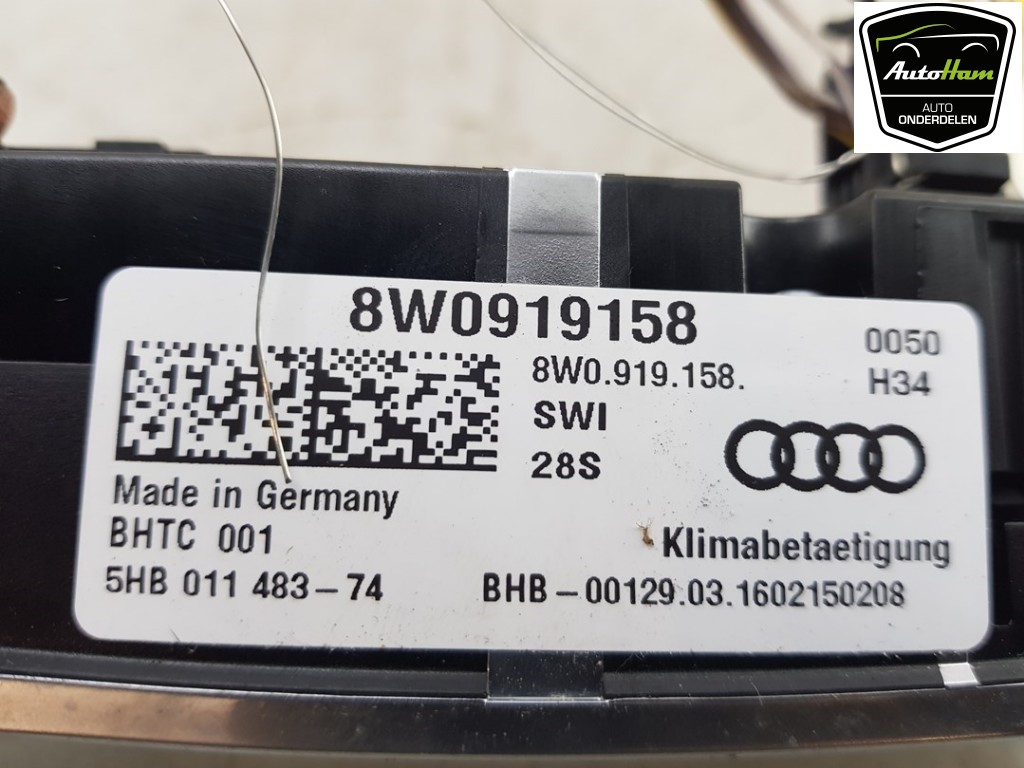 AutoHam
AUTO
ONDERDELEN
8W0919158
8W0.919.158.
0050
H34
SWI
28S
Made in Germany
BHTC 001
Klimabetaetigung
5HB 011 483-74
BHB-00129.03.1602150208